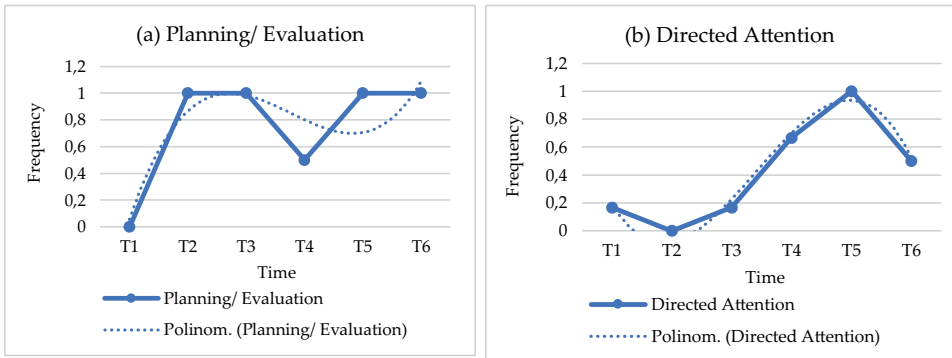 (a) Planning/ Evaluation
1,2
1
0,8
0,6
0,4
0,2
0
Frequency
T1 T2 T3 T4 T5 T6
Time
Planning/ Evaluation
Polinom. (Planning/ Evaluation)
(b) Directed Attention
1,2
1
0,8
0,6
0,4
0,2
0
Frequency
T1 T2 T3 T4 T5 T6
Time
Directed Attention
Polinom. (Directed Attention)